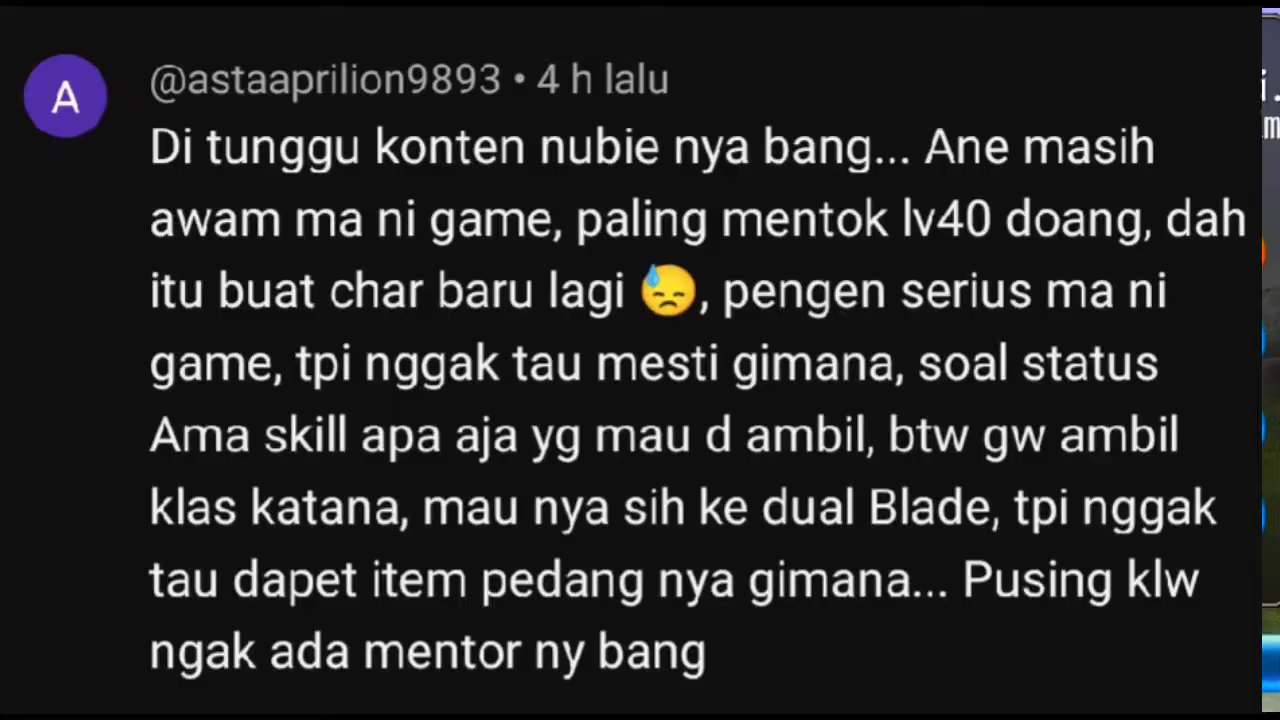 A
@astaaprilion9893 • 4 h lalu
Di tunggu konten nubie nya bang... Ane masih
awam ma ni game, paling mentok lv40 doang, dah
itu buat char baru lagi 😓, pengen serius ma ni
game, tpi nggak tau mesti gimana, soal status
Ama skill apa aja yg mau d ambil, btw gw ambil
klas katana, mau nya sih ke dual Blade, tpi nggak
tau dapet item pedang nya gimana... Pusing klw
ngak ada mentor ny bang